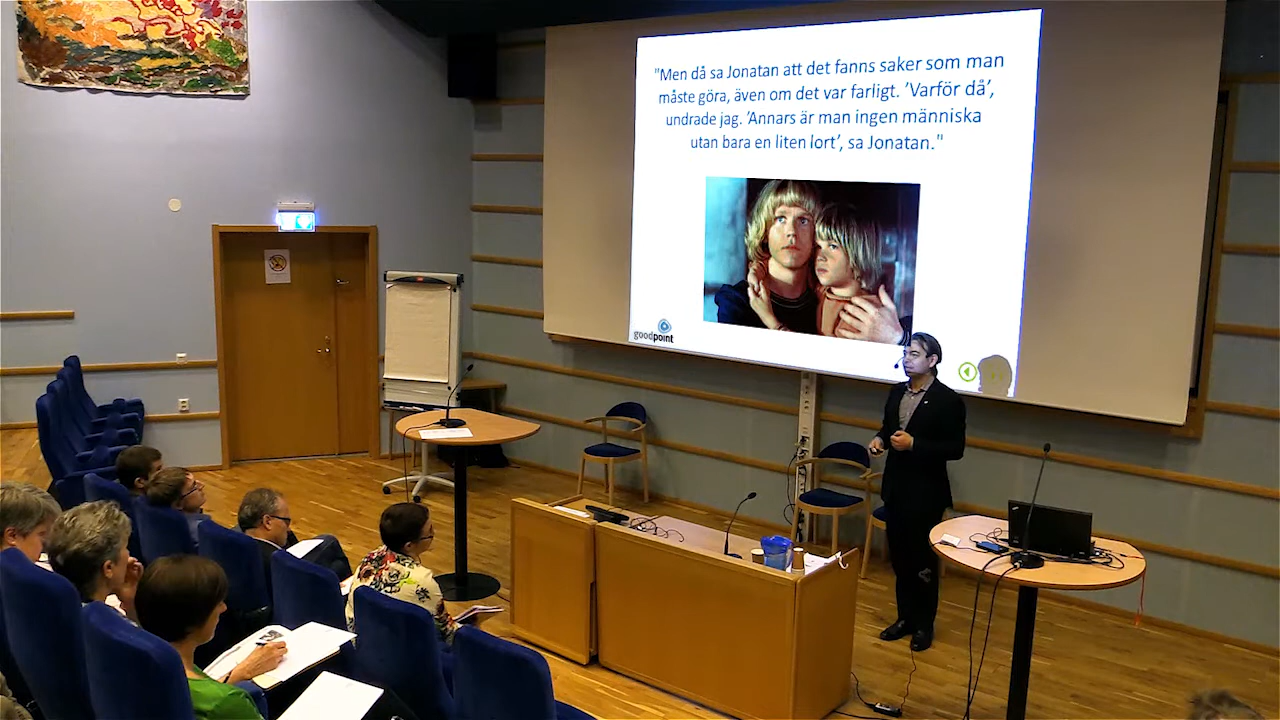 "Men då sa Jonatan att det fanns saker som man
måste göra, även om det var farligt. 'Varför då',
undrade jag. 'Annars är man ingen människa
utan bara en liten lort', sa Jonatan."
goodpoint